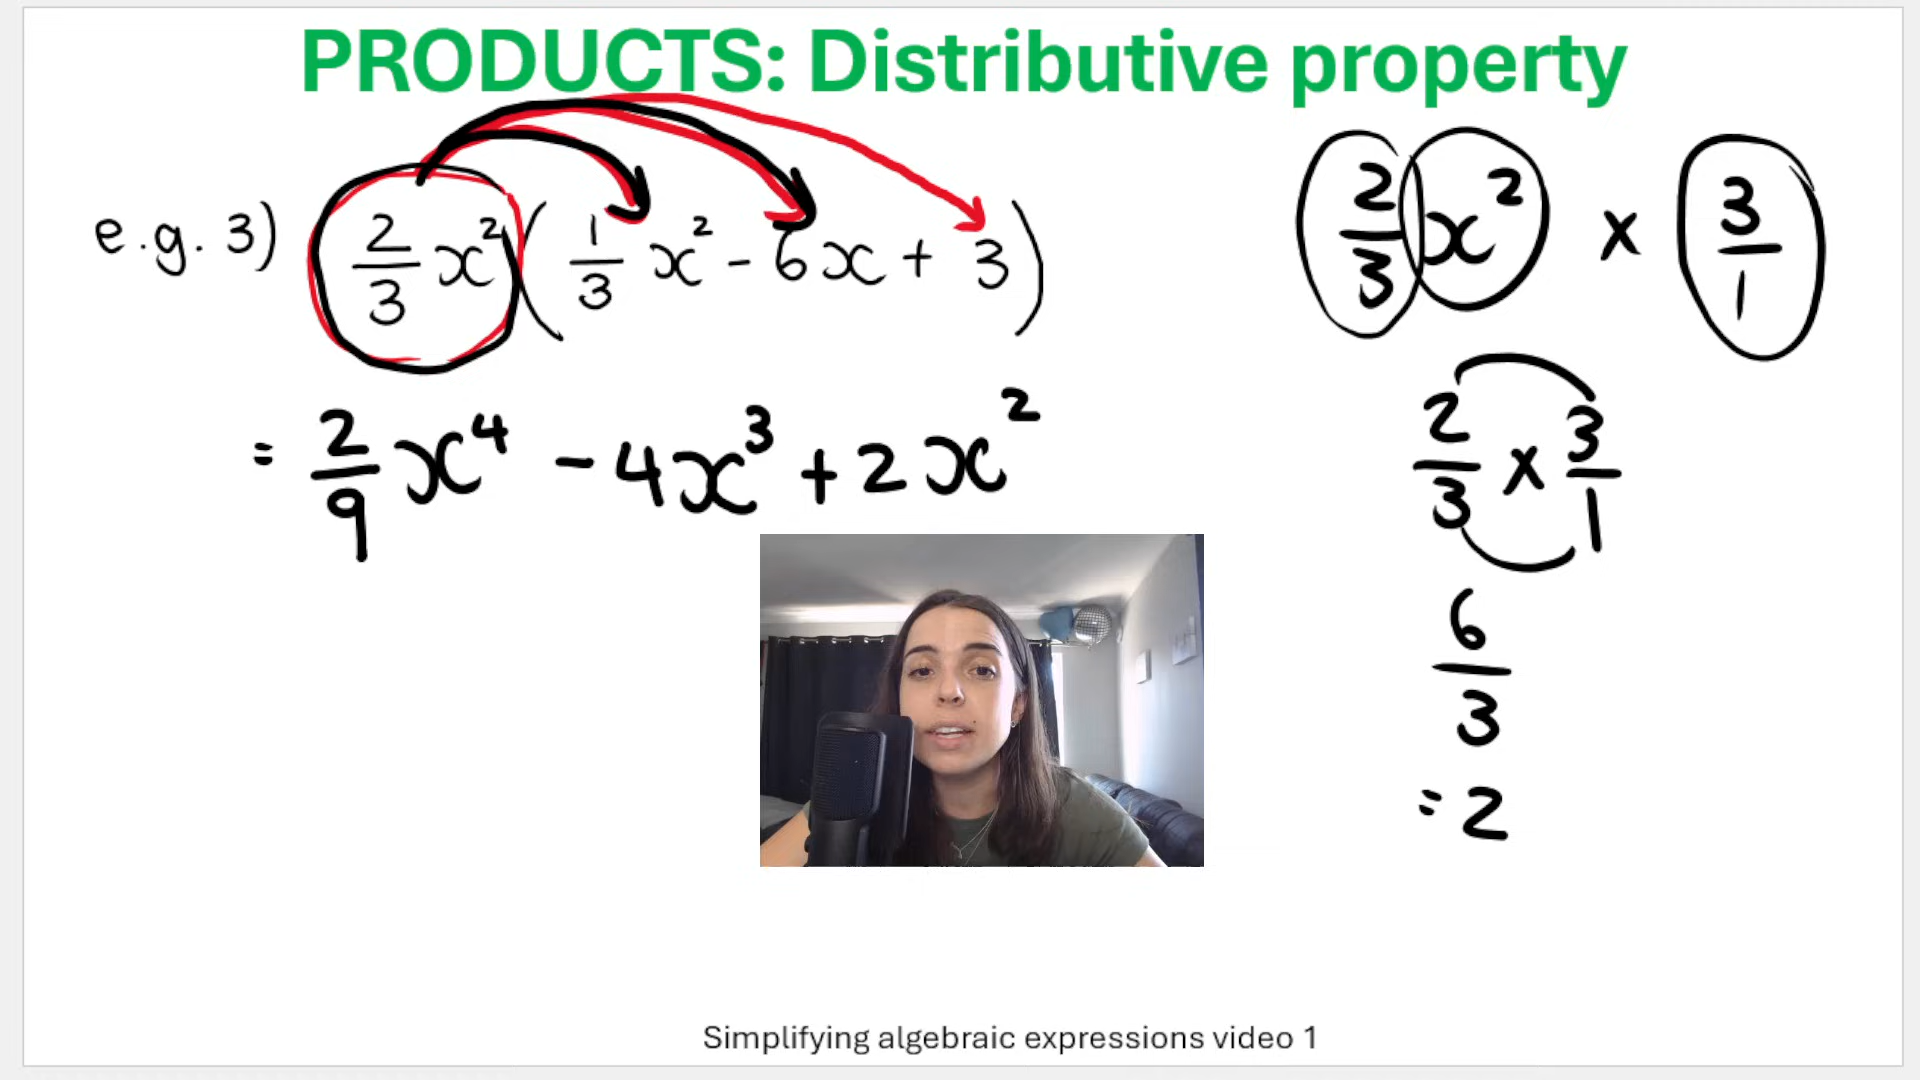 PRODUCTS: Distributive property
e.g. 3) 2/3 x² ( 1/3 x² - 6x + 3 )
= 2/9 x⁴ - 4x³ + 2x²
2/3 x² × 3/1
2/3 × 3/1
6/3
= 2
Simplifying algebraic expressions video 1